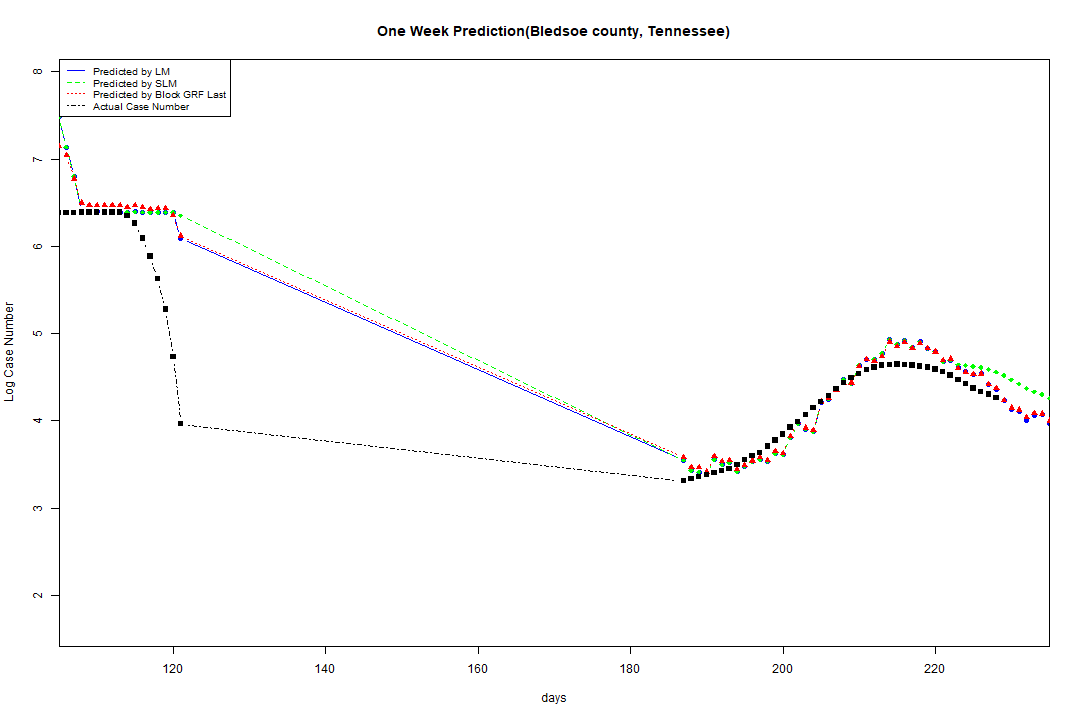 One Week Prediction(Bledsoe county, Tennessee)
Predicted by LM
Predicted by SLM
Predicted by Block GRF Last
Actual Case Number
8
7
6
5
4
3
2
Log Case Number
120 140 160 180 200 220
days